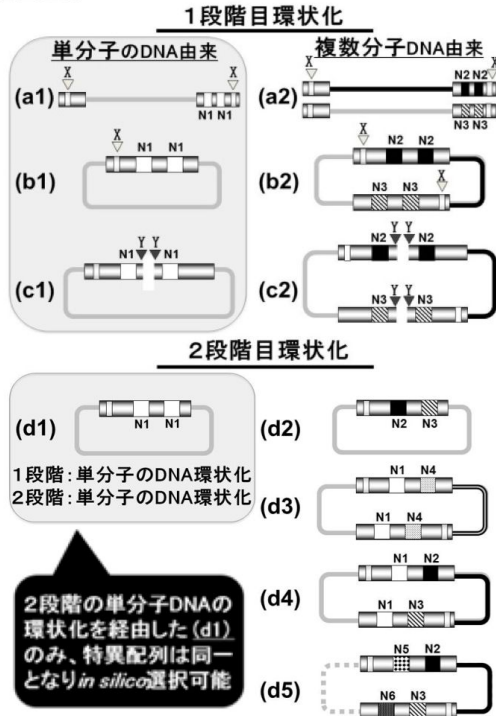 1段階目環状化
単分子のDNA由来
複数分子DNA由来
X X
(a1)
N1 N1
X X
N2 N2
(a2)
N3 N3
X
N1 N1
(b1)
X
N2 N2
(b2)
N3 N3
X
Y Y
N1 N1
(c1)
Y Y
N2 N2
(c2)
Y Y
N3 N3
2段階目環状化
(d1)
N1 N1
1段階:単分子のDNA環状化
2段階:単分子のDNA環状化
2段階の単分子DNAの
環状化を経由した(d1)
のみ、特異配列は同一
となりin silico選択可能
(d2)
N2 N3
N1 N4
(d3)
N1 N4
N1 N2
(d4)
N1 N3
N5 N2
(d5)
N6 N3